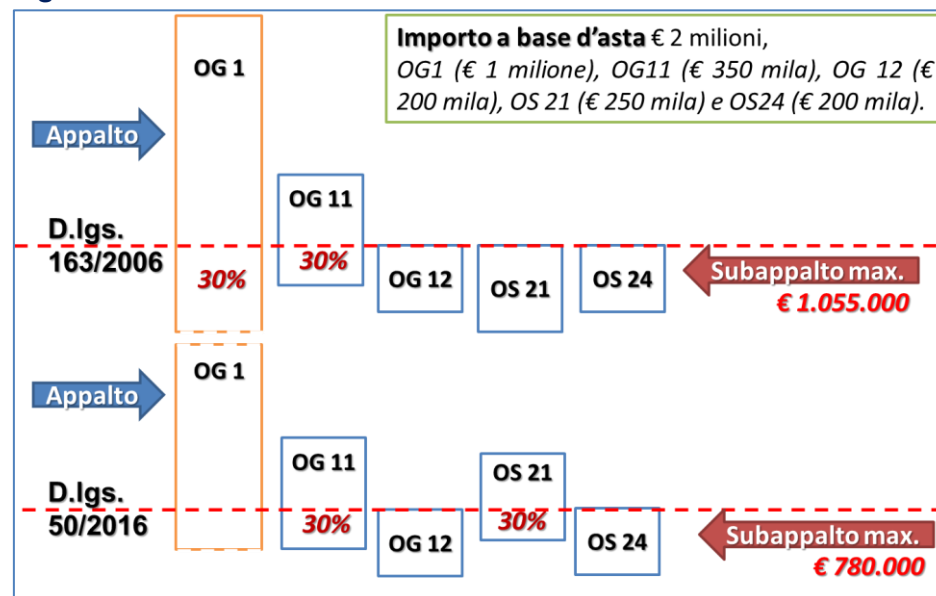 Importo a base d'asta € 2 milioni,
OG1 (€ 1 milione), OG11 (€ 350 mila), OG 12 (€
200 mila), OS 21 (€ 250 mila) e OS24 (€ 200 mila).
OG 1
Appalto
OG 11
D.lgs.
163/2006
30%
30%
OG 12
OS 21
OS 24
Subappalto max.
€ 1.055.000
OG 1
Appalto
OG 11
OS 21
D.lgs.
50/2016
30%
OG 12
30%
OS 24
Subappalto max.
€ 780.000